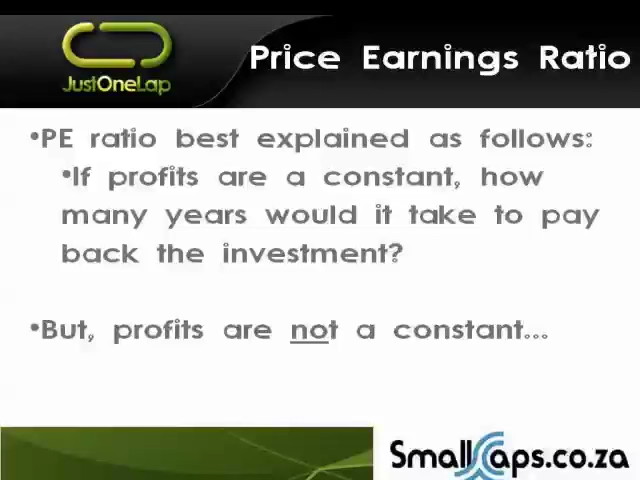 Price Earnings Ratio
JustOneLap
•PE ratio best explained as follows:
•If profits are a constant, how
many years would it take to pay
back the investment?
•But, profits are not a constant...
SmallCaps.co.za